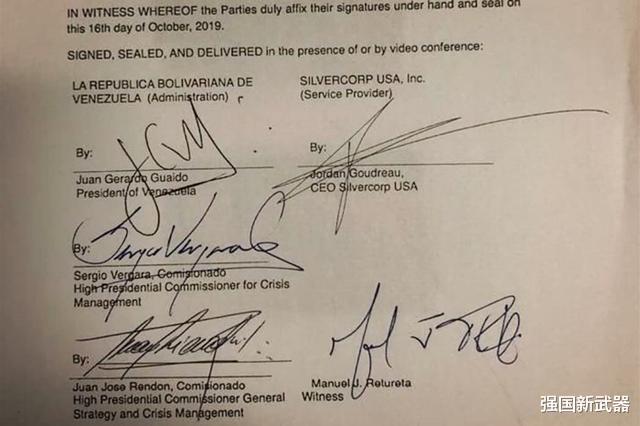 IN WITNESS WHEREOF the Parties duly affix their signatures under hand and seal on
this 16th day of October, 2019.
SIGNED, SEALED, AND DELIVERED in the presence of or by video conference:
LA REPUBLICA BOLIVARIANA DE
VENEZUELA (Administration)
SILVERCORP USA, Inc.
(Service Provider)
By:
Juan Gerardo Guaido
President of Venezuela
By:
Jordan Goudreau,
CEO Silvercorp USA
By:
Sergio Vergara, Comisionado
High Presidential Commissioner for Crisis
Management
By:
Juan Jose Rendon, Comisionado
High Presidential Commissioner General
Strategy and Crisis Management
Manuel J. Retureta
Witness
强国新武器